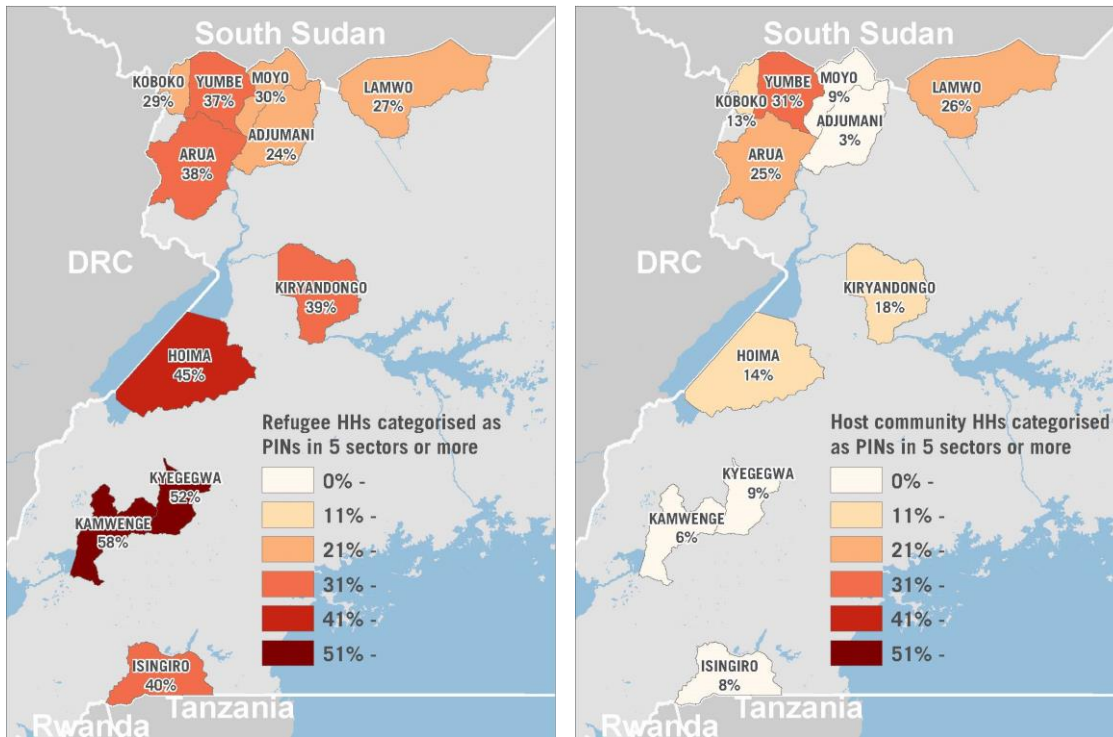 South Sudan
KOBOKO
29%
YUMBE
37%
MOYO
30%
LAMWO
27%
ADJUMANI
24%
ARUA
38%
DRC
KIRYANDONGO
39%
HOIMA
45%
Refugee HHs categorised as
PINs in 5 sectors or more
0% -
11% -
21% -
31% -
41% -
51% -
KYEGEGWA
52%
KAMWENGE
58%
ISINGIRO
40%
Rwanda
Tanzania
South Sudan
KOBOKO
13%
YUMBE
31%
MOYO
9%
LAMWO
26%
ADJUMANI
3%
ARUA
25%
DRC
KIRYANDONGO
18%
HOIMA
14%
Host community HHs categorised
as PINs in 5 sectors or more
0% -
11% -
21% -
31% -
41% -
51% -
KYEGEGWA
9%
KAMWENGE
6%
ISINGIRO
8%
Rwanda
Tanzania